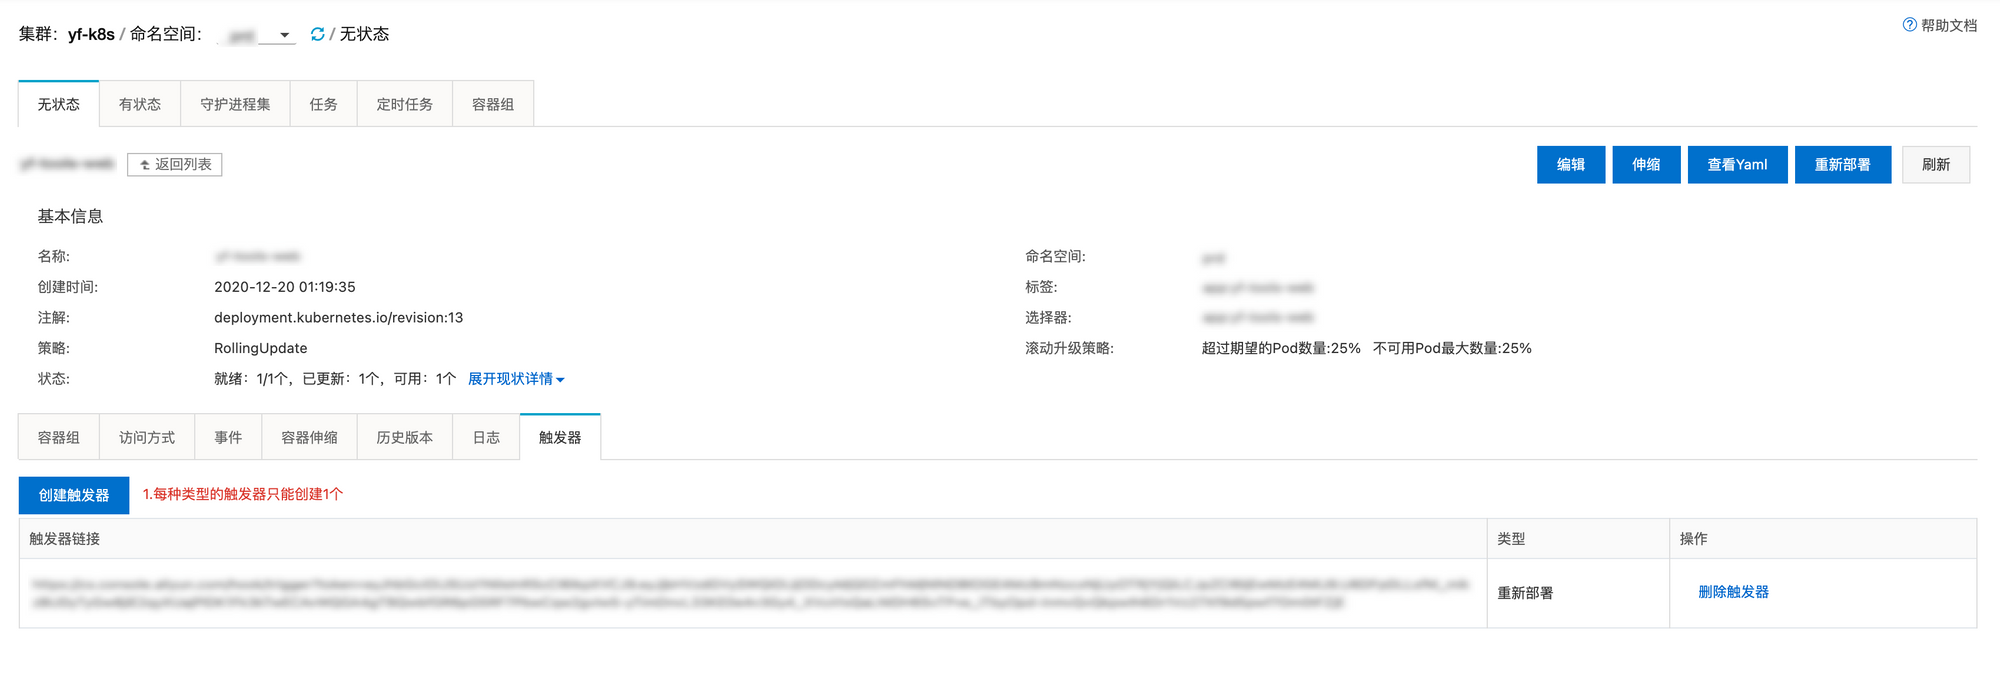 集群：yf-k8s / 命名空间： / 无状态
帮助文档
无状态 有状态 守护进程集 任务 定时任务 容器组
返回列表 编辑 伸缩 查看Yaml 重新部署 刷新
基本信息
名称: 命名空间:
创建时间: 2020-12-20 01:19:35 标签:
注解: deployment.kubernetes.io/revision:13 选择器:
策略: RollingUpdate 滚动升级策略: 超过期望的Pod数量:25% 不可用Pod最大数量:25%
状态: 就绪：1/1个，已更新：1个，可用：1个 展开现状详情
容器组 访问方式 事件 容器伸缩 历史版本 日志 触发器
创建触发器 1.每种类型的触发器只能创建1个
触发器链接 类型 操作
重新部署 删除触发器